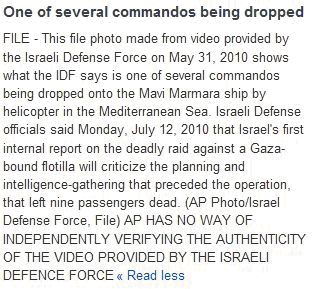 One of several commandos being dropped
FILE - This file photo made from video provided by
the Israeli Defense Force on May 31, 2010 shows
what the IDF says is one of several commandos
being dropped onto the Mavi Marmara ship by
helicopter in the Mediterranean Sea. Israeli Defense
officials said Monday, July 12, 2010 that Israel's first
internal report on the deadly raid against a Gaza-
bound flotilla will criticize the planning and
intelligence-gathering that preceded the operation,
that left nine passengers dead. (AP Photo/Israel
Defense Force, File) AP HAS NO WAY OF
INDEPENDENTLY VERIFYING THE AUTHENTICITY
OF THE VIDEO PROVIDED BY THE ISRAELI
DEFENCE FORCE « Read less